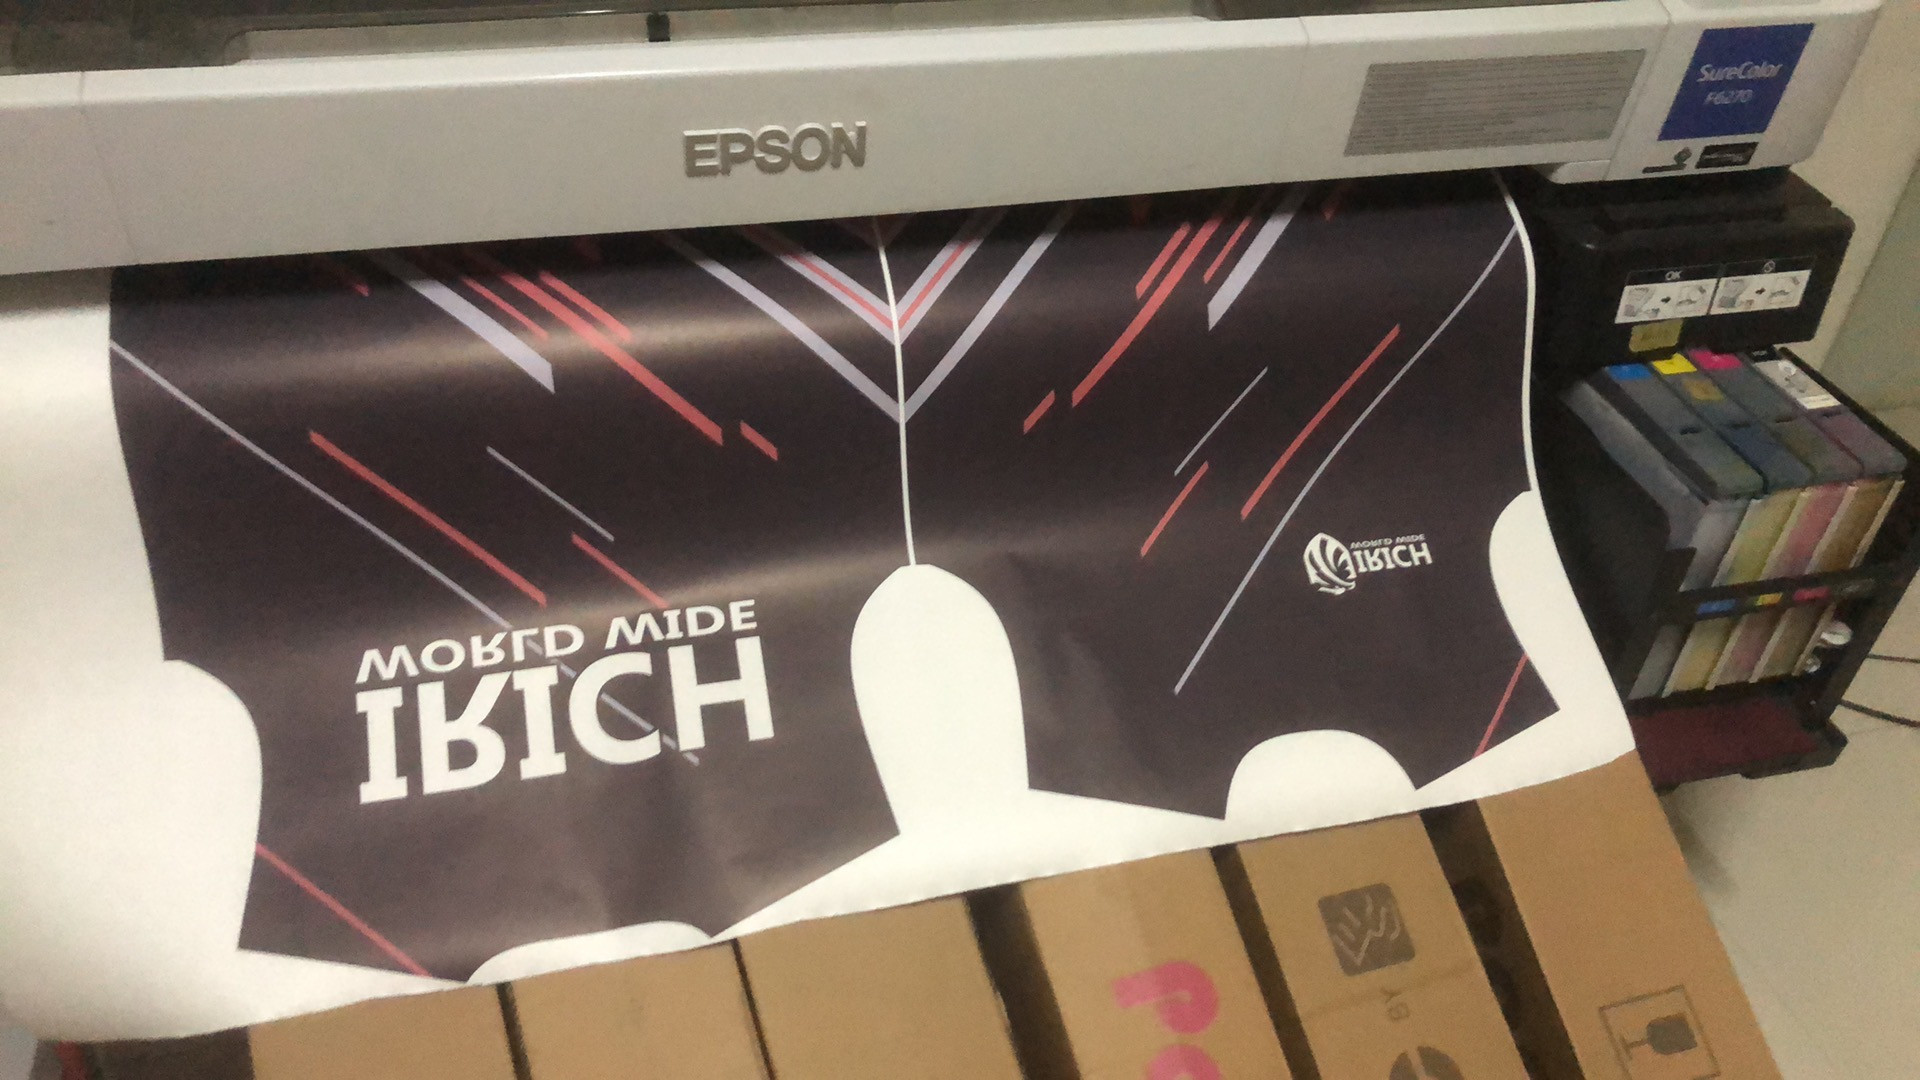 EPSON
SureColor
F6270
OK
WORLD WIDE
IRICH
WORLD WIDE
IRICH